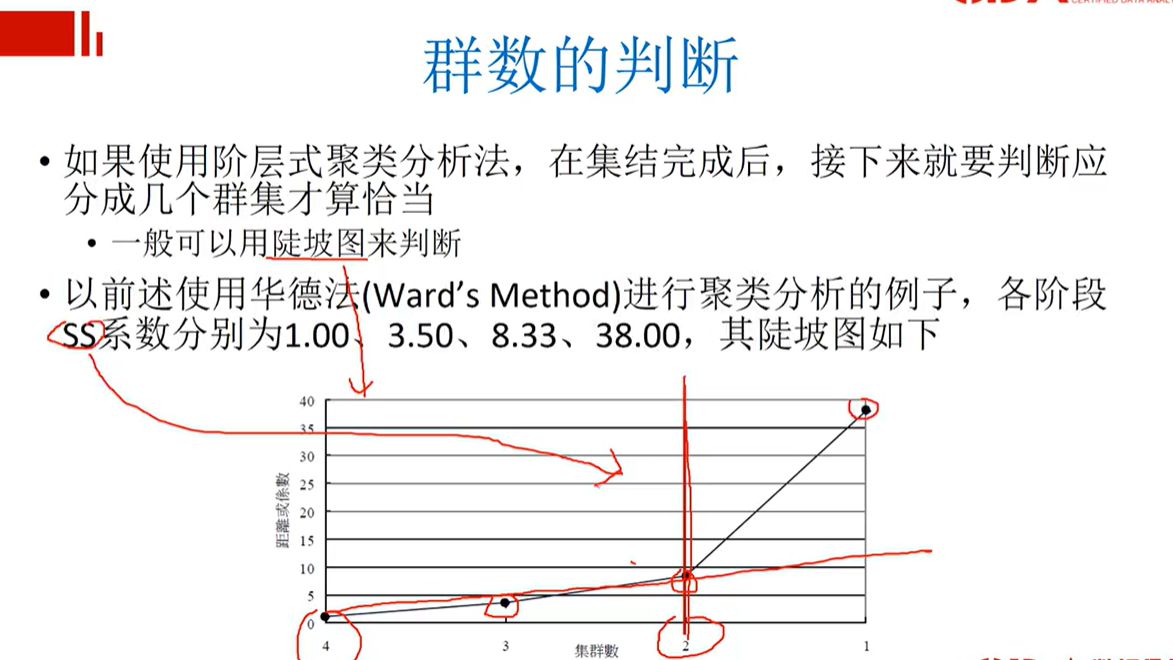 CERTIFIED DATA ANALY
群数的判断
• 如果使用阶层式聚类分析法，在集结完成后，接下来就要判断应
分成几个群集才算恰当
• 一般可以用陡坡图来判断
• 以前述使用华德法(Ward’s Method)进行聚类分析的例子，各阶段
SS系数分别为1.00、3.50、8.33、38.00，其陡坡图如下
距離或係數
40
35
30
25
20
15
10
5
0
4
3
2
1
集群數